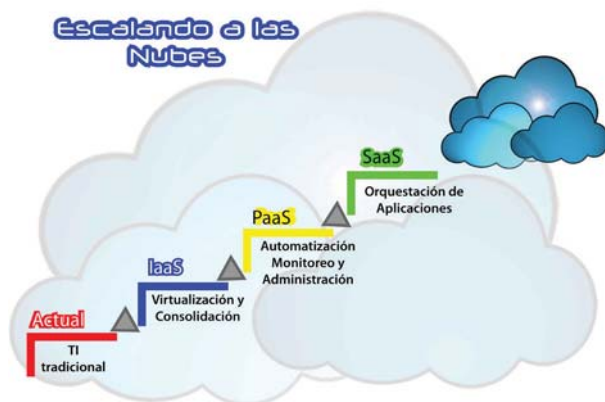 Escalando a las
Nubes
SaaS
Orquestación de
Aplicaciones
PaaS
Automatización
Monitoreo y
Administración
IaaS
Virtualización y
Consolidación
Actual
TI
tradicional